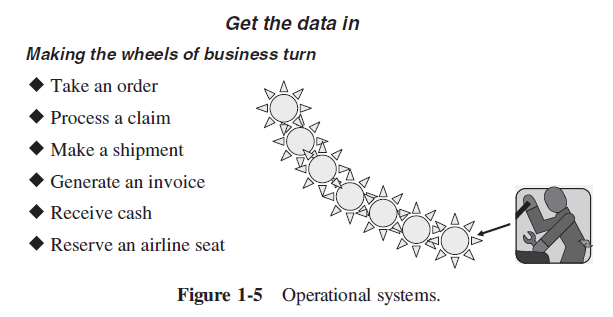 Get the data in
Making the wheels of business turn
◆ Take an order
◆ Process a claim
◆ Make a shipment
◆ Generate an invoice
◆ Receive cash
◆ Reserve an airline seat
Figure 1-5 Operational systems.